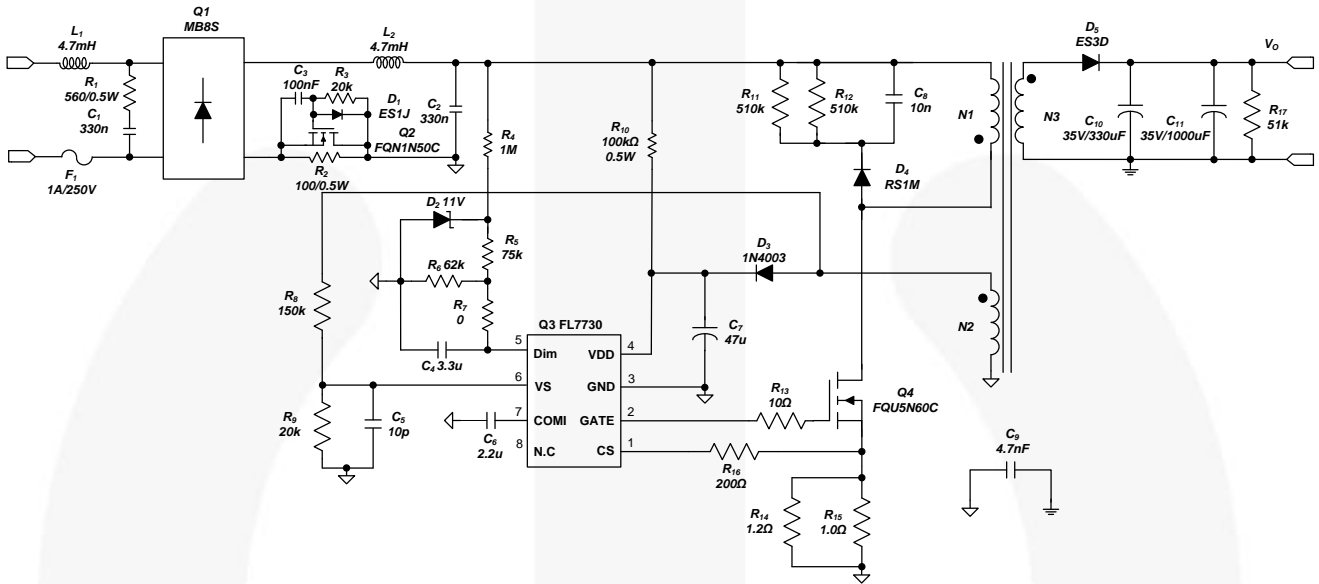 Q1
MB8S
L1
4.7mH
R1
560/0.5W
C1
330n
F1
1A/250V
C3
100nF
R3
20k
D1
ES1J
Q2
FQN1N50C
R2
100/0.5W
L2
4.7mH
C2
330n
R4
1M
R10
100kΩ
0.5W
R11
510k
R12
510k
C8
10n
N1
N3
D5
ES3D
VO
C10
35V/330uF
C11
35V/1000uF
R17
51k
D4
RS1M
D2 11V
R5
75k
R6 62k
R7
0
C4 3.3u
D3
1N4003
C7
47u
N2
R8
150k
R9
20k
C5
10p
C6
2.2u
Q3 FL7730
5
Dim
VDD
4
6
VS
GND
3
7
COMI
GATE
2
8
N.C
CS
1
R13
10Ω
Q4
FQU5N60C
R16
200Ω
R14
1.2Ω
R15
1.0Ω
C9
4.7nF